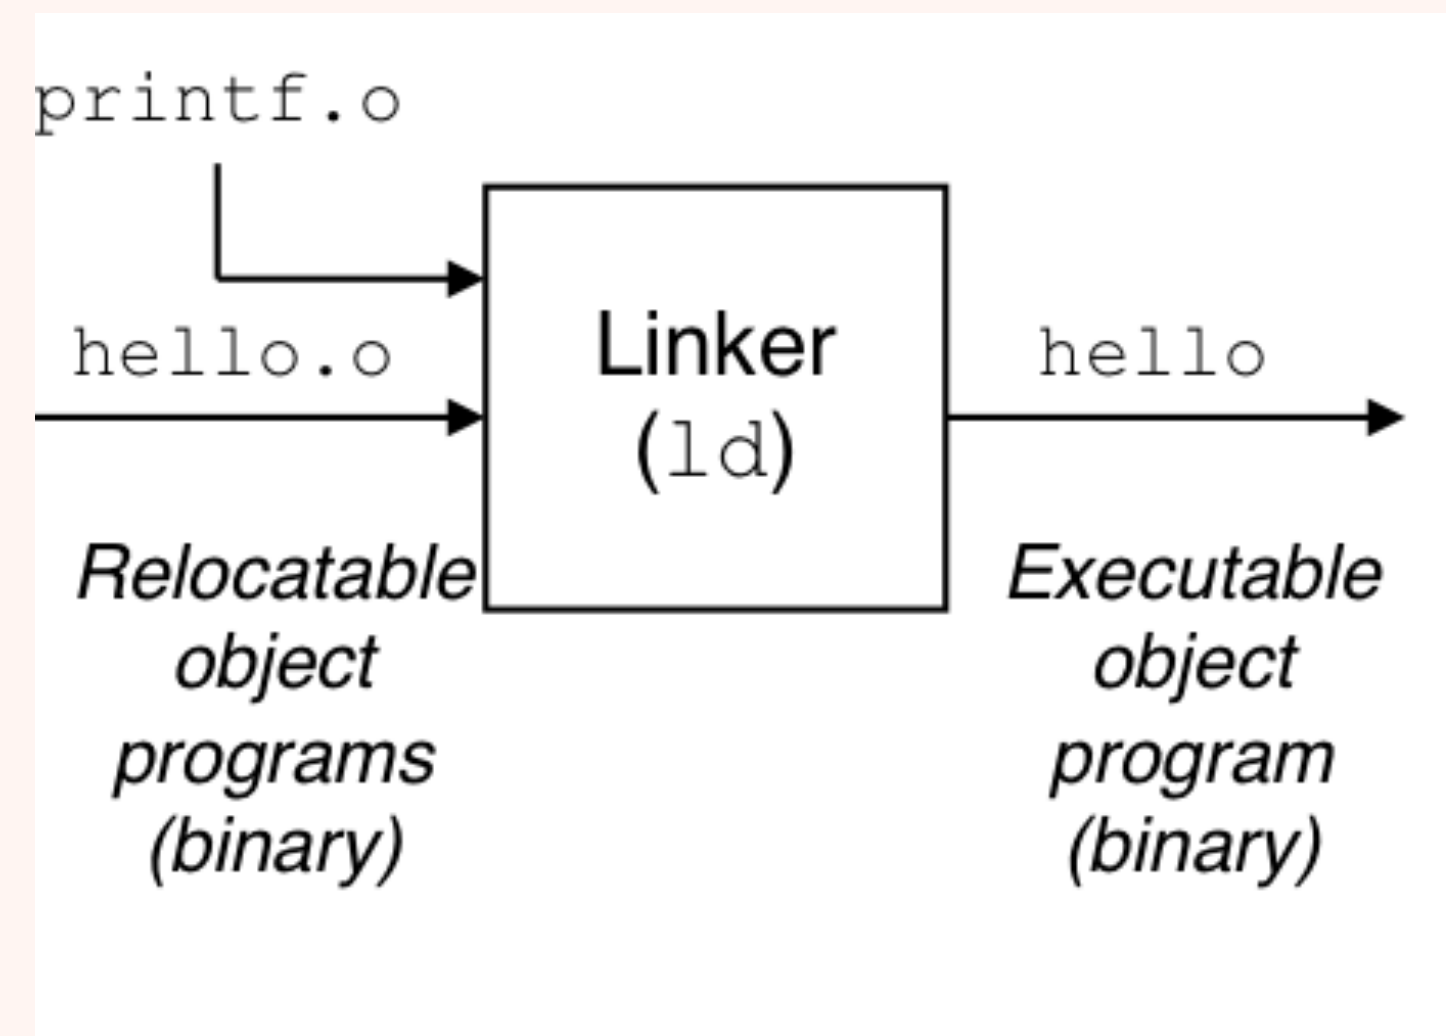 printf.o
hello.o
Linker
(ld)
hello
Relocatable
object
programs
(binary)
Executable
object
program
(binary)